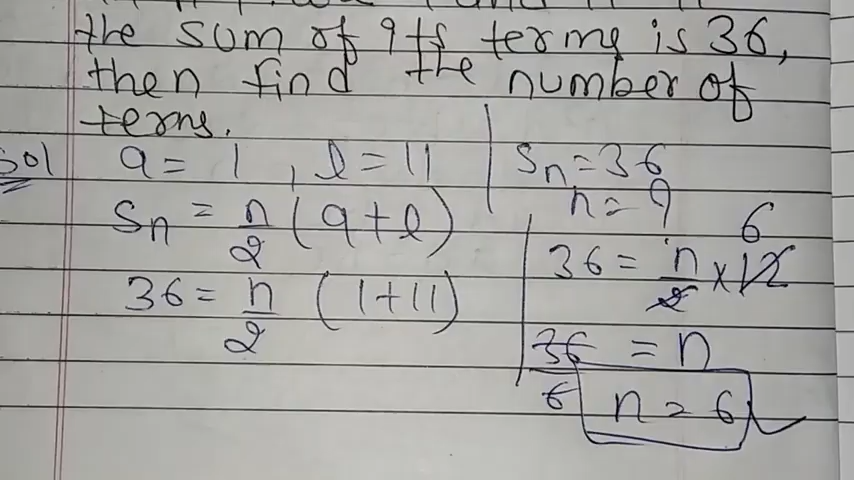 the sum of 9ts terms is 36,
then find the number of
terms.
Sol a = 1 , l = 11
Sn = n/2 (a+l)
36 = n/2 (1+11)
Sn = 36
n = ?
6
36 = n/2 × 12
36/6 = n
n = 6